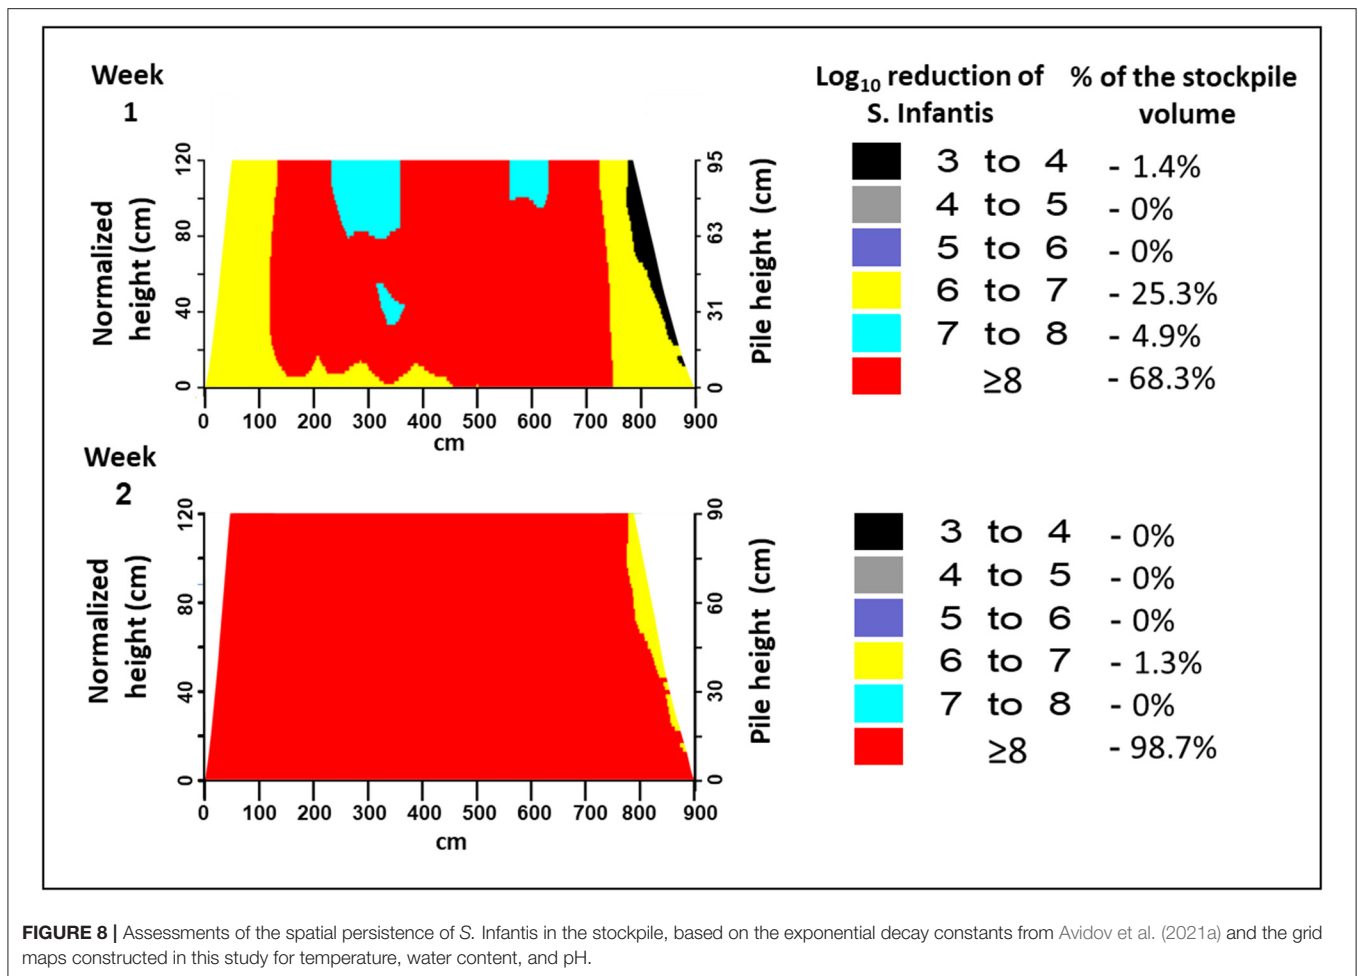 Week
1
Normalized
height (cm)
120
80
40
0
95
63
31
0
Pile height (cm)
0 100 200 300 400 500 600 700 800 900
cm
Log10 reduction of
S. Infantis
% of the stockpile
volume
3 to 4 - 1.4%
4 to 5 - 0%
5 to 6 - 0%
6 to 7 - 25.3%
7 to 8 - 4.9%
≥8 - 68.3%
Week
2
Normalized
height (cm)
120
80
40
0
90
60
30
0
Pile height (cm)
0 100 200 300 400 500 600 700 800 900
cm
3 to 4 - 0%
4 to 5 - 0%
5 to 6 - 0%
6 to 7 - 1.3%
7 to 8 - 0%
≥8 - 98.7%
FIGURE 8 | Assessments of the spatial persistence of S. Infantis in the stockpile, based on the exponential decay constants from Avidov et al. (2021a) and the grid
maps constructed in this study for temperature, water content, and pH.